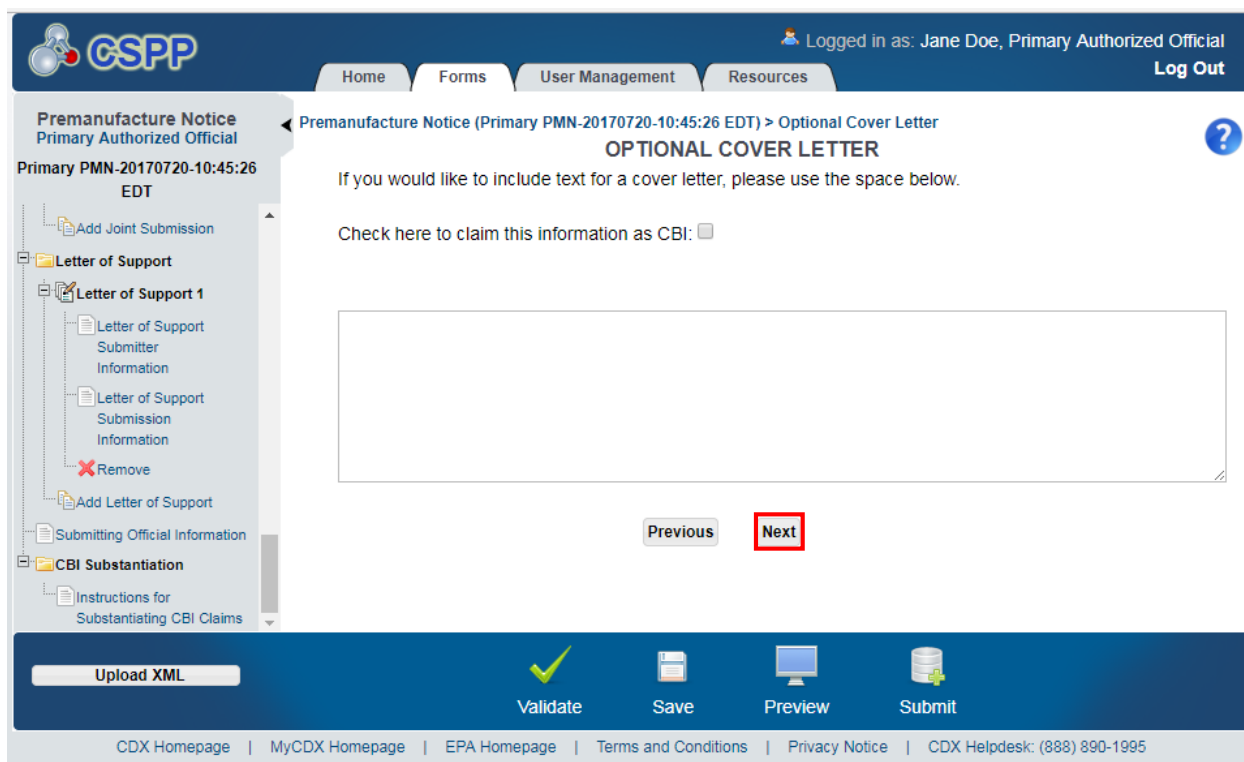 CSPP
Logged in as: Jane Doe, Primary Authorized Official
Log Out
Home Forms User Management Resources
Premanufacture Notice
Primary Authorized Official
Primary PMN-20170720-10:45:26
EDT
Add Joint Submission
Letter of Support
Letter of Support 1
Letter of Support
Submitter
Information
Letter of Support
Submission
Information
Remove
Add Letter of Support
Submitting Official Information
CBI Substantiation
Instructions for
Substantiating CBI Claims
Premanufacture Notice (Primary PMN-20170720-10:45:26 EDT) > Optional Cover Letter
?
OPTIONAL COVER LETTER
If you would like to include text for a cover letter, please use the space below.
Check here to claim this information as CBI:
Previous Next
Upload XML
Validate Save Preview Submit
CDX Homepage | MyCDX Homepage | EPA Homepage | Terms and Conditions | Privacy Notice | CDX Helpdesk: (888) 890-1995